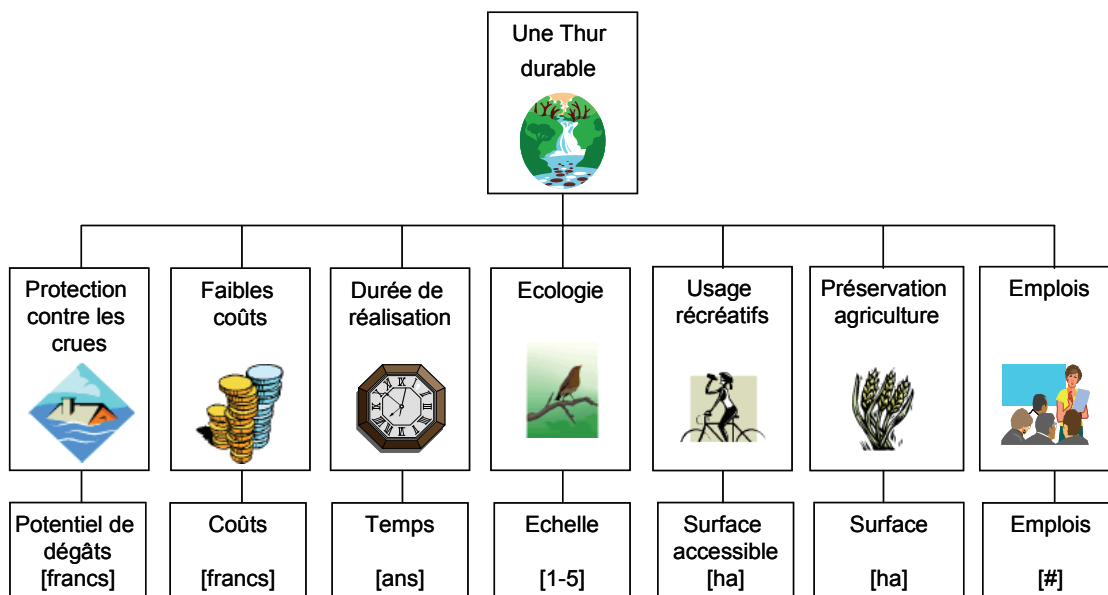 Une Thur
durable
Protection
contre les
crues
Faibles
coûts
Durée de
réalisation
Ecologie
Usage
récréatifs
Préservation
agriculture
Emplois
Potentiel de
dégâts
[francs]
Coûts
[francs]
Temps
[ans]
Echelle
[1-5]
Surface
accessible
[ha]
Surface
[ha]
Emplois
[#]